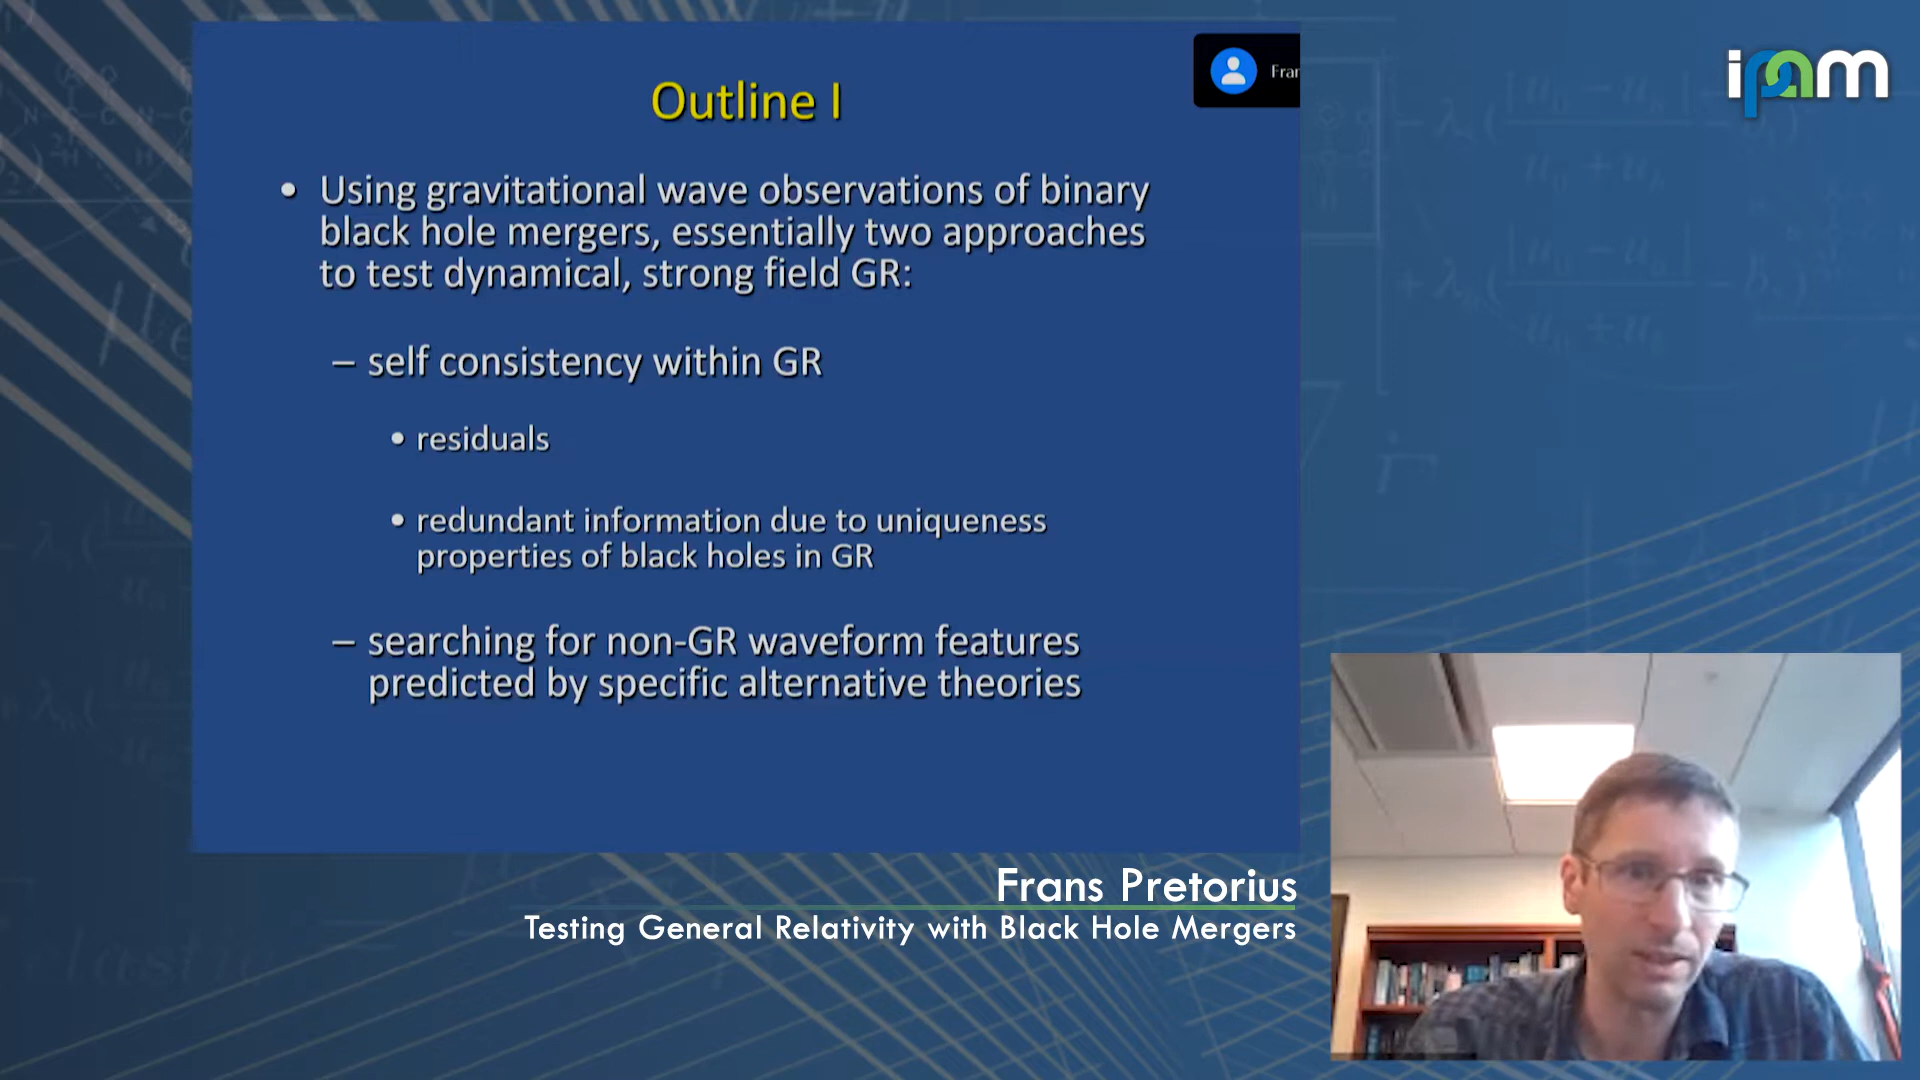 Outline I
Fran
ipam
• Using gravitational wave observations of binary
black hole mergers, essentially two approaches
to test dynamical, strong field GR:
– self consistency within GR
• residuals
• redundant information due to uniqueness
properties of black holes in GR
– searching for non-GR waveform features
predicted by specific alternative theories
Frans Pretorius
Testing General Relativity with Black Hole Mergers